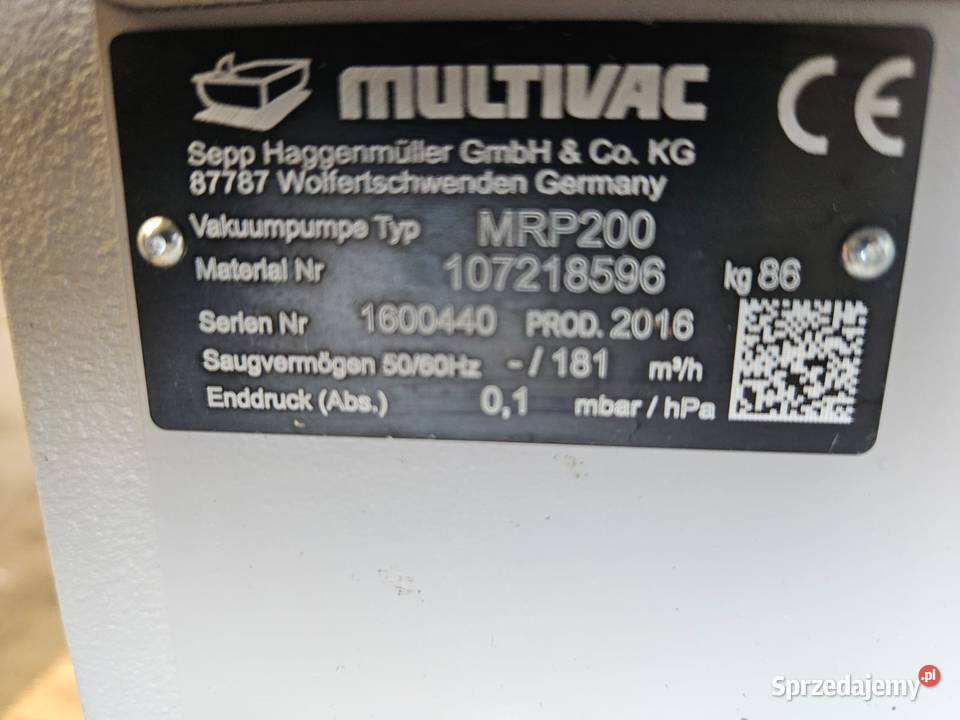 MULTIVAC
CE
Sepp Haggenmüller GmbH & Co. KG
87787 Wolfertschwenden Germany
Vakuumpumpe Typ MRP200
Material Nr 107218596 kg 86
Serien Nr 1600440 PROD. 2016
Saugvermögen 50/60Hz - / 181 m³/h
Enddruck (Abs.) 0,1 mbar / hPa
Sprzedajemy.pl